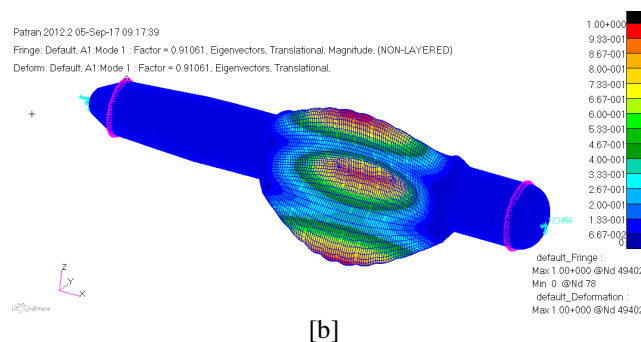 Patran 2012.2 05-Sep-17 09:17:39
Fringe: Default, A1:Mode 1 : Factor = 0.91061, Eigenvectors, Translational, Magnitude, (NON-LAYERED)
Deform: Default, A1:Mode 1 : Factor = 0.91061, Eigenvectors, Translational,
1.00+000
9.33-001
8.67-001
8.00-001
7.33-001
6.67-001
6.00-001
5.33-001
4.67-001
4.00-001
3.33-001
2.67-001
2.00-001
1.33-001
6.67-002
0
23456
default_Fringe :
Max 1.00+000 @Nd 49402
Min 0. @Nd 78
default_Deformation :
Max 1.00+000 @Nd 49402
Z
Y
X
[b]